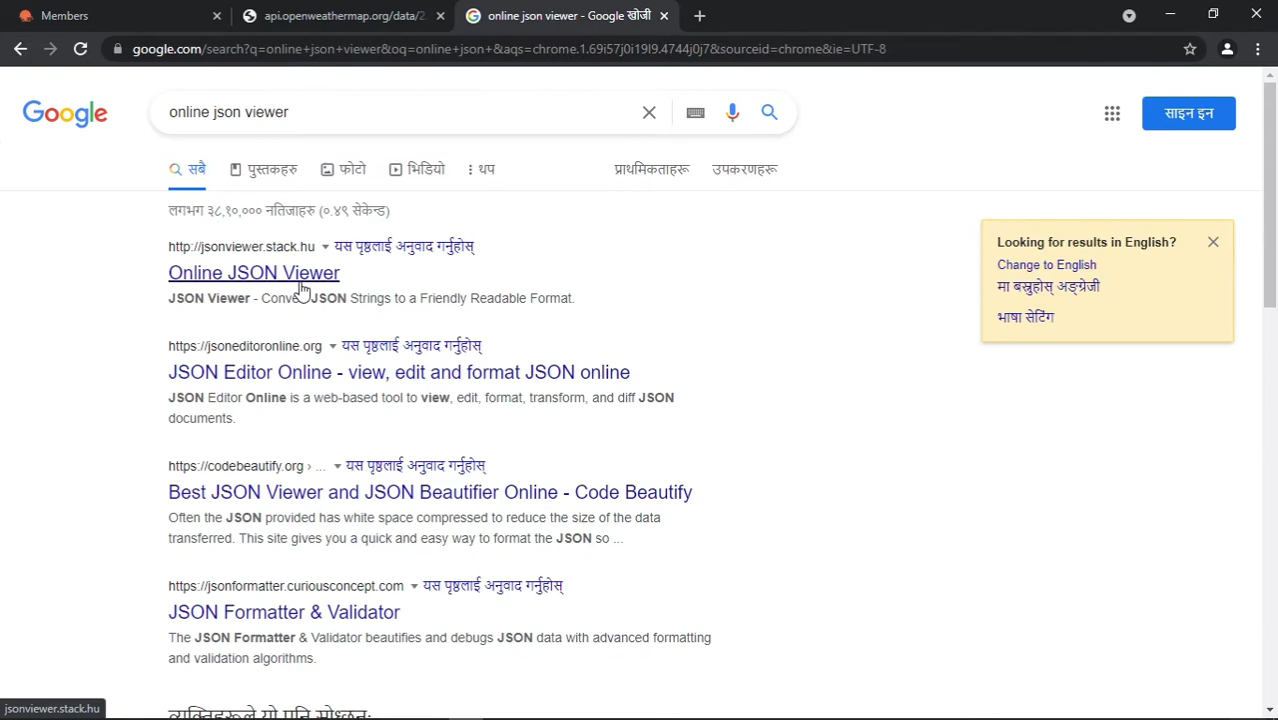 Members
api.openweathermap.org/data/2
online json viewer - Google खोजी
google.com/search?q=online+json+viewer&oq=online+json+&aqs=chrome.1.69i57j0i19l9.4744j0j7&sourceid=chrome&ie=UTF-8
Google
online json viewer
साइन इन
सबै
पुस्तकहरु
फोटो
भिडियो
थप
प्राथमिकताहरू
उपकरणहरू
लगभग ३८,१०,००० नतिजाहरु (०.४९ सेकेन्ड)
http://jsonviewer.stack.hu यस पृष्ठलाई अनुवाद गर्नुहोस्
Online JSON Viewer
JSON Viewer - Conve JSON Strings to a Friendly Readable Format.
https://jsoneditoronline.org यस पृष्ठलाई अनुवाद गर्नुहोस्
JSON Editor Online - view, edit and format JSON online
JSON Editor Online is a web-based tool to view, edit, format, transform, and diff JSON
documents.
https://codebeautify.org › ... यस पृष्ठलाई अनुवाद गर्नुहोस्
Best JSON Viewer and JSON Beautifier Online - Code Beautify
Often the JSON provided has white space compressed to reduce the size of the data
transferred. This site gives you a quick and easy way to format the JSON so ...
https://jsonformatter.curiousconcept.com यस पृष्ठलाई अनुवाद गर्नुहोस्
JSON Formatter & Validator
The JSON Formatter & Validator beautifies and debugs JSON data with advanced formatting
and validation algorithms.
Looking for results in English?
Change to English
मा बस्नुहोस् अङ्ग्रेजी
भाषा सेटिंग
jsonviewer.stack.hu
व्यक्तिहरूले यो पनि सोध्छन्: